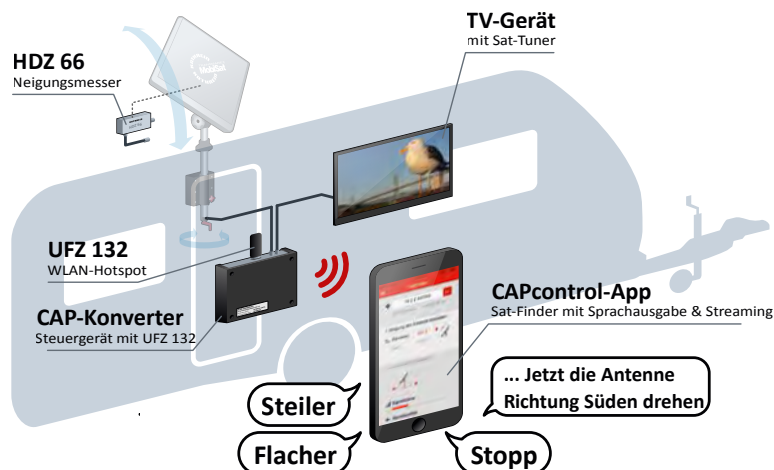 TV-Gerät
mit Sat-Tuner
HDZ 66
Neigungsmesser
MobilSat
UFZ 132
WLAN-Hotspot
CAP-Konverter
Steuergerät mit UFZ 132
CAPcontrol-App
Sat-Finder mit Sprachausgabe & Streaming
... Jetzt die Antenne
Richtung Süden drehen
Steiler
Flacher
Stopp